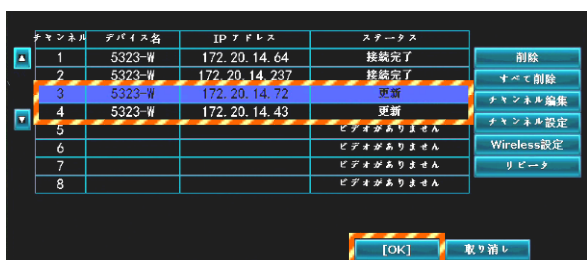 チャンネル デバイス名 IP アドレス ステータス
1 5323-W 172.20.14.64 接続完了 削除
2 5323-W 172.20.14.237 接続完了 すべて削除
3 5323-W 172.20.14.72 更新 チャンネル編集
4 5323-W 172.20.14.43 更新 チャンネル設定
5 ビデオがありません
6 ビデオがありません Wireless設定
7 ビデオがありません リピータ
8 ビデオがありません
[OK] 取り消し